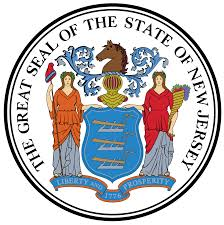 THE GREAT SEAL OF THE STATE OF NEW JERSEY
LIBERTY AND PROSPERITY
1776